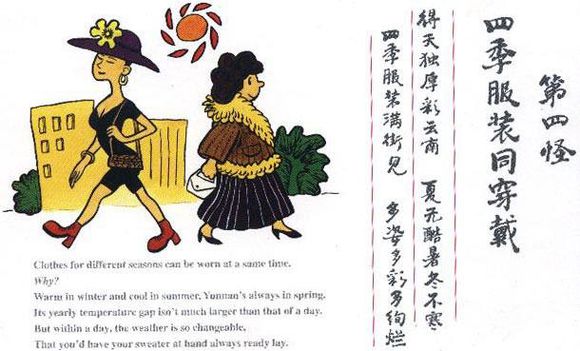 第四怪
四季服装同穿戴
得天独厚彩云南 夏无酷暑冬不寒
四季服装满街见 多姿多彩多绚烂
Clothes for different seasons can be worn at a same time.
Why?
Warm in winter and cool in summer, Yunnan's always in spring.
Its yearly temperature gap isn't much larger than that of a day.
But within a day, the weather is so changeable,
That you'd have your sweater at hand always ready lay.